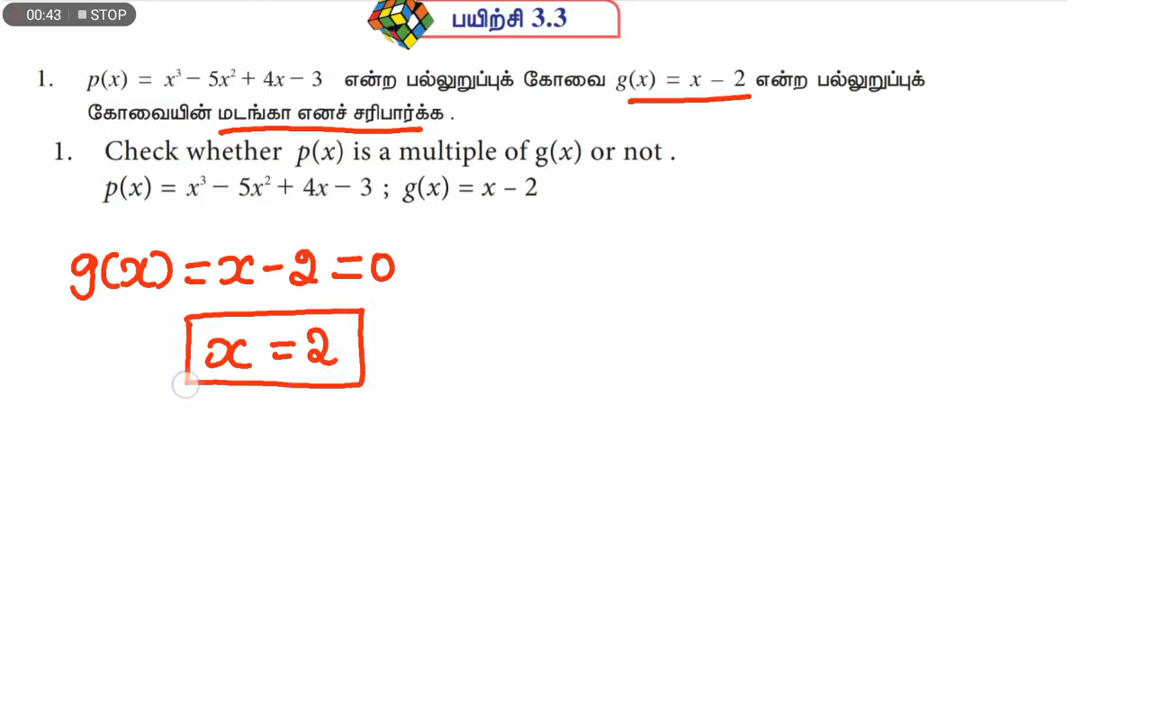 00:43 STOP
பயிற்சி 3.3
1. p(x) = x³ − 5x² + 4x − 3 என்ற பல்லுறுப்புக் கோவை g(x) = x − 2 என்ற பல்லுறுப்புக்
கோவையின் மடங்கா எனச் சரிபார்க்க .
1. Check whether p(x) is a multiple of g(x) or not .
p(x) = x³ − 5x² + 4x − 3 ; g(x) = x − 2
g(x) = x − 2 = 0
x = 2